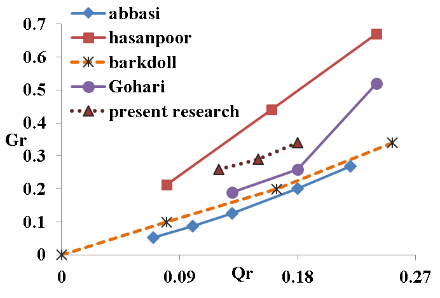 0.7
0.6
0.5
0.4
0.3
0.2
0.1
0
Gr
abbasi
hasanpoor
barkdoll
Gohari
present research
0 0.09 0.18 0.27
Qr